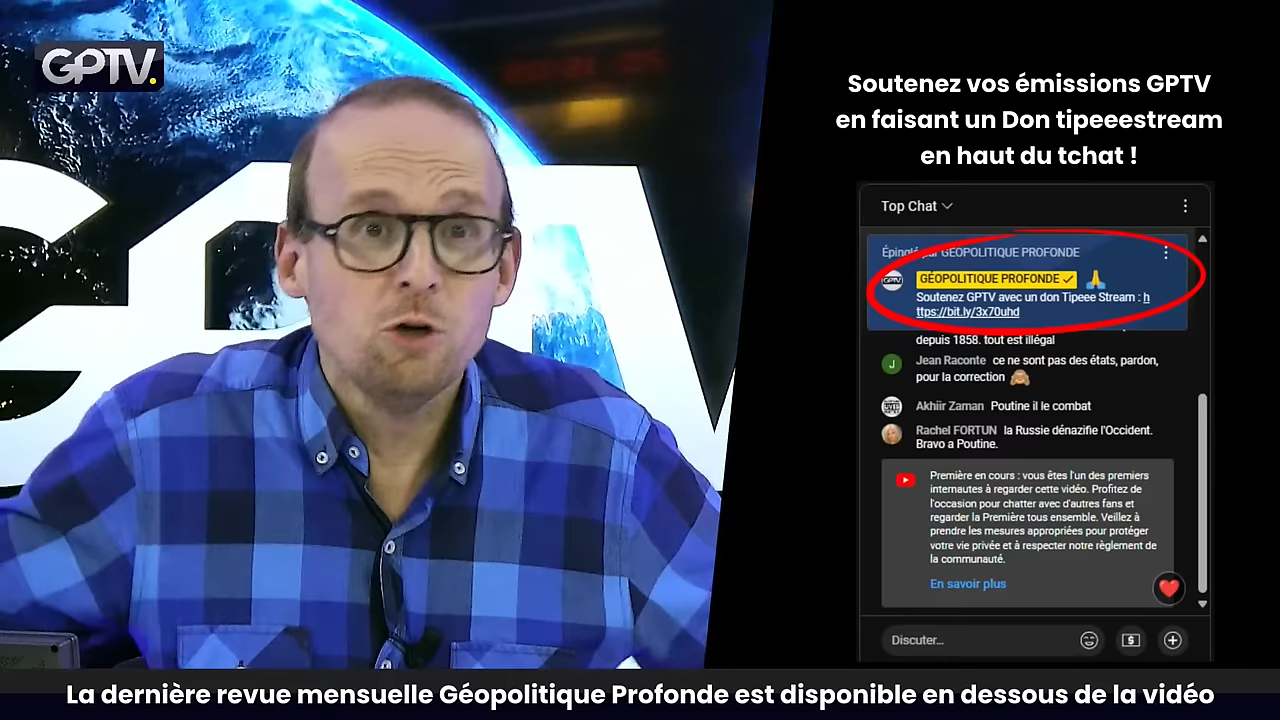 GPTV.
Soutenez vos émissions GPTV
en faisant un Don tipeeestream
en haut du tchat !
Top Chat
Épinglé par GÉOPOLITIQUE PROFONDE
GÉOPOLITIQUE PROFONDE
Soutenez GPTV avec un don Tipeee Stream : h
ttps://bit.ly/3x70uhd
depuis 1858. tout est illégal
J
Jean Raconte ce ne sont pas des états, pardon,
pour la correction
Akhiir Zaman Poutine il le combat
Rachel FORTUN la Russie dénazifie l'Occident.
Bravo a Poutine.
Première en cours : vous êtes l'un des premiers
internautes à regarder cette vidéo. Profitez de
l'occasion pour chatter avec d'autres fans et
regarder la Première tous ensemble. Veillez à
prendre les mesures appropriées pour protéger
votre vie privée et à respecter notre règlement de
la communauté.
En savoir plus
Discuter...
La dernière revue mensuelle Géopolitique Profonde est disponible en dessous de la vidéo